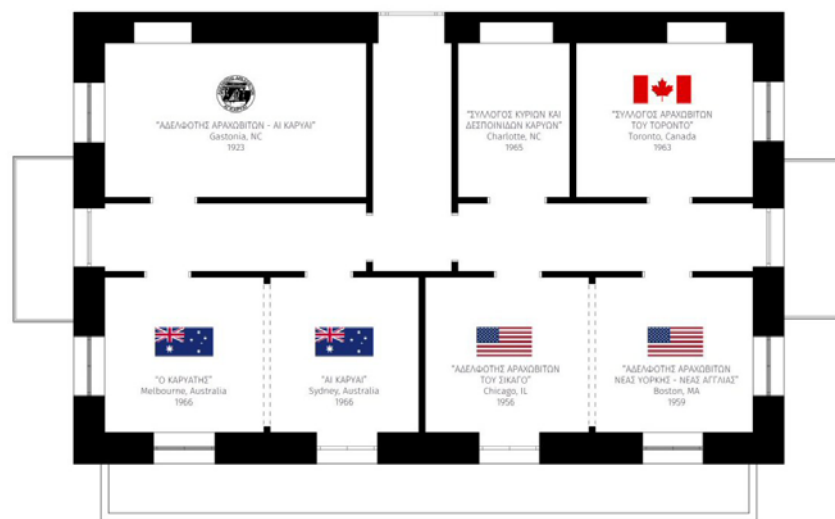 "ΑΔΕΛΦΟΤΗΣ ΑΡΑΧΩΒΙΤΩΝ - ΑΙ ΚΑΡΥΑΙ"
Gastonia, NC
1923
"ΣΥΛΛΟΓΟΣ ΚΥΡΙΩΝ ΚΑΙ
ΔΕΣΠΟΙΝΙΔΩΝ ΚΑΡΥΩΝ"
Charlotte, NC
1965
"ΣΥΛΛΟΓΟΣ ΑΡΑΧΩΒΙΤΩΝ
ΤΟΥ ΤΟΡΟΝΤΟ"
Toronto, Canada
1963
"Ο ΚΑΡΥΑΤΗΣ"
Melbourne, Australia
1966
"ΑΙ ΚΑΡΥΑΙ"
Sydney, Australia
1966
"ΑΔΕΛΦΟΤΗΣ ΑΡΑΧΩΒΙΤΩΝ
ΤΟΥ ΣΙΚΑΓΟ"
Chicago, IL
1956
"ΑΔΕΛΦΟΤΗΣ ΑΡΑΧΩΒΙΤΩΝ
ΝΕΑΣ ΥΟΡΚΗΣ - ΝΕΑΣ ΑΓΓΛΙΑΣ"
Boston, MA
1959